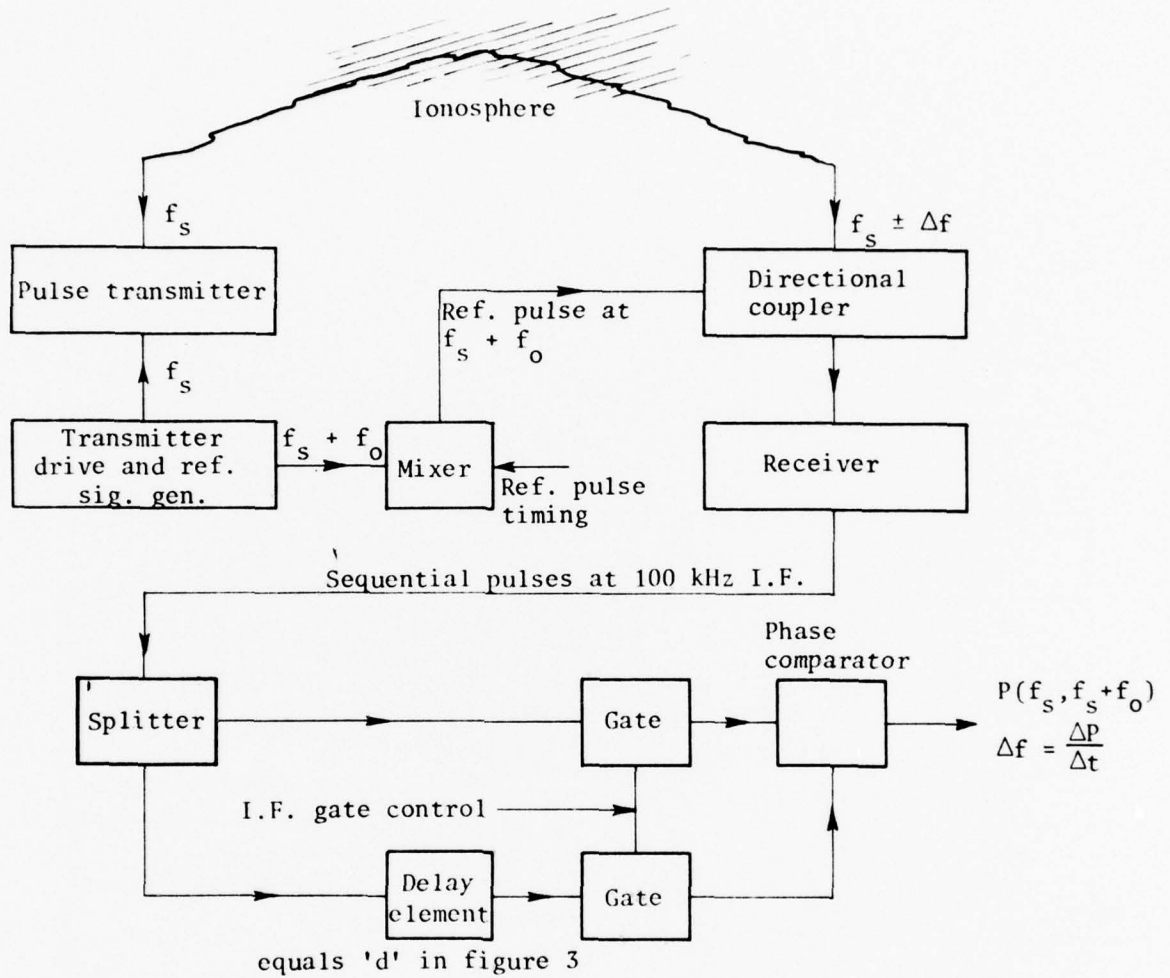 Ionosphere
f_s
f_s ± Δf
Pulse transmitter
Directional
coupler
Ref. pulse at
f_s + f_o
f_s
Transmitter
drive and ref.
sig. gen.
f_s + f_o
Mixer
Ref. pulse
timing
Receiver
Sequential pulses at 100 kHz I.F.
Phase
comparator
Splitter
Gate
P(f_s,f_s+f_o)
Δf = ΔP/Δt
I.F. gate control
Delay
element
Gate
equals 'd' in figure 3